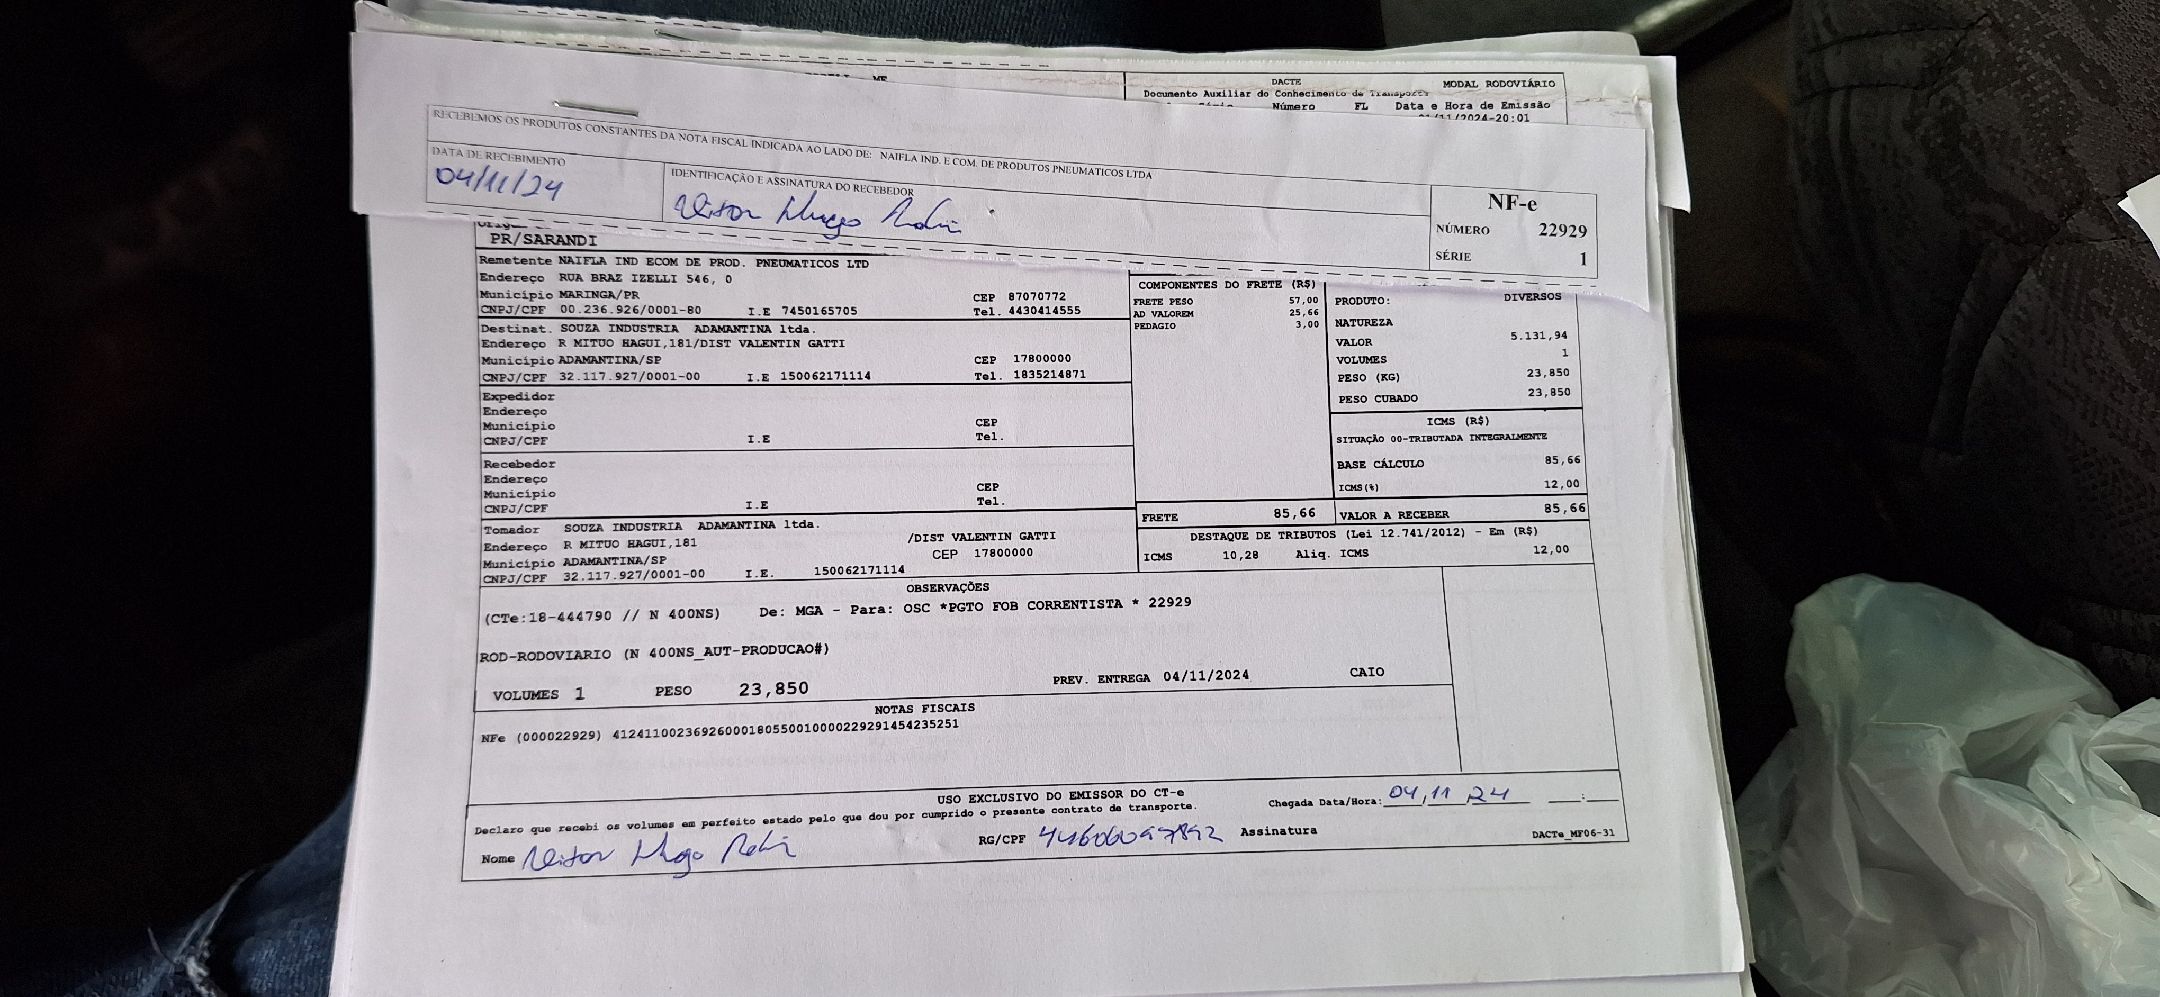 DACTE
MODAL RODOVIÁRIO
Documento Auxiliar do Conhecimento de Transporte
Série Número FL Data e Hora de Emissão
/11/2024-20:01
RECEBEMOS OS PRODUTOS CONSTANTES DA NOTA FISCAL INDICADA AO LADO DE: NAIFLA IND. E COM. DE PRODUTOS PNEUMATICOS LTDA
DATA DE RECEBIMENTO
04/11/24
IDENTIFICAÇÃO E ASSINATURA DO RECEBEDOR
Hugo
NF-e
NÚMERO 22929
SÉRIE 1
PR/SARANDI
Remetente NAIFLA IND ECOM DE PROD. PNEUMATICOS LTD
Endereço RUA BRAZ IZELLI 546, 0
Município MARINGA/PR CEP 87070772
CNPJ/CPF 00.236.926/0001-80 I.E 7450165705 Tel. 4430414555
Destinat. SOUZA INDUSTRIA ADAMANTINA ltda.
Endereço R MITUO HAGUI,181/DIST VALENTIN GATTI
Município ADAMANTINA/SP CEP 17800000
CNPJ/CPF 32.117.927/0001-00 I.E 150062171114 Tel. 1835214871
Expedidor
Endereço
Município CEP
CNPJ/CPF I.E Tel.
Recebedor
Endereço
Município CEP
CNPJ/CPF I.E Tel.
Tomador SOUZA INDUSTRIA ADAMANTINA ltda.
Endereço R MITUO HAGUI,181 /DIST VALENTIN GATTI
Município ADAMANTINA/SP CEP 17800000
CNPJ/CPF 32.117.927/0001-00 I.E. 150062171114
COMPONENTES DO FRETE (R$)
FRETE PESO 57,00
AD VALOREM 25,66
PEDAGIO 3,00
PRODUTO: DIVERSOS
NATUREZA
VALOR 5.131,94
VOLUMES 1
PESO (KG) 23,850
PESO CUBADO 23,850
ICMS (R$)
SITUAÇÃO 00-TRIBUTADA INTEGRALMENTE
BASE CÁLCULO 85,66
ICMS(%) 12,00
FRETE 85,66 VALOR A RECEBER 85,66
DESTAQUE DE TRIBUTOS (Lei 12.741/2012) - Em (R$)
ICMS 10,28 Aliq. ICMS 12,00
OBSERVAÇÕES
(CTe:18-444790 // N 400NS) De: MGA - Para: OSC *PGTO FOB CORRENTISTA * 22929
ROD-RODOVIARIO (N 400NS_AUT-PRODUCAO#)
VOLUMES 1 PESO 23,850 PREV. ENTREGA 04/11/2024 CAIO
NOTAS FISCAIS
NFe (000022929) 41241100236926000180550010000229291454235251
USO EXCLUSIVO DO EMISSOR DO CT-e
Declaro que recebi os volumes em perfeito estado pelo que dou por cumprido o presente contrato de transporte.
Chegada Data/Hora: 04,11 24 __:__
Nome Hugo RG/CPF Assinatura
DACTe_MF06-31